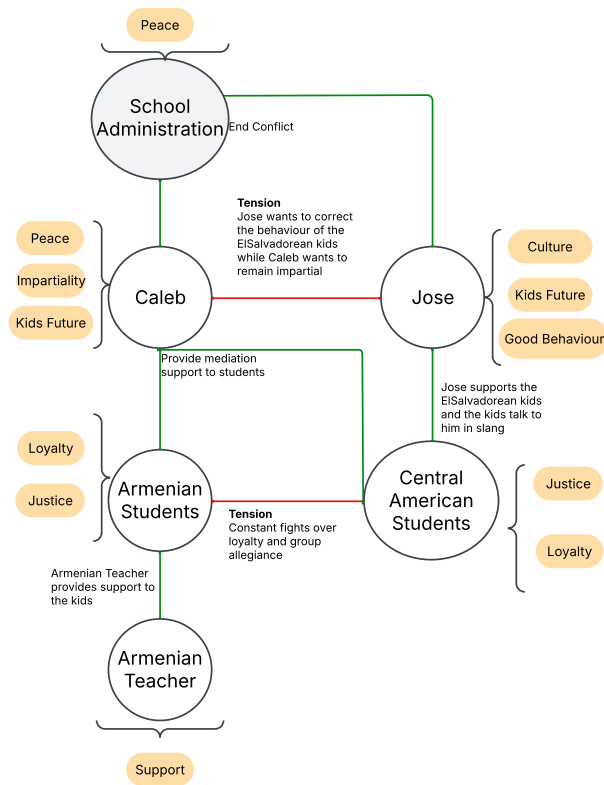 Peace
School
Administration
End Conflict
Tension
Jose wants to correct
the behaviour of the
ElSalvadorean kids
while Caleb wants to
remain impartial
Peace
Impartiality
Kids Future
Caleb
Jose
Culture
Kids Future
Good Behaviour
Provide mediation
support to students
Jose supports the
ElSalvadorean kids
and the kids talk to
him in slang
Loyalty
Justice
Armenian
Students
Central
American
Students
Justice
Loyalty
Tension
Constant fights over
loyalty and group
allegiance
Armenian Teacher
provides support to
the kids
Armenian
Teacher
Support